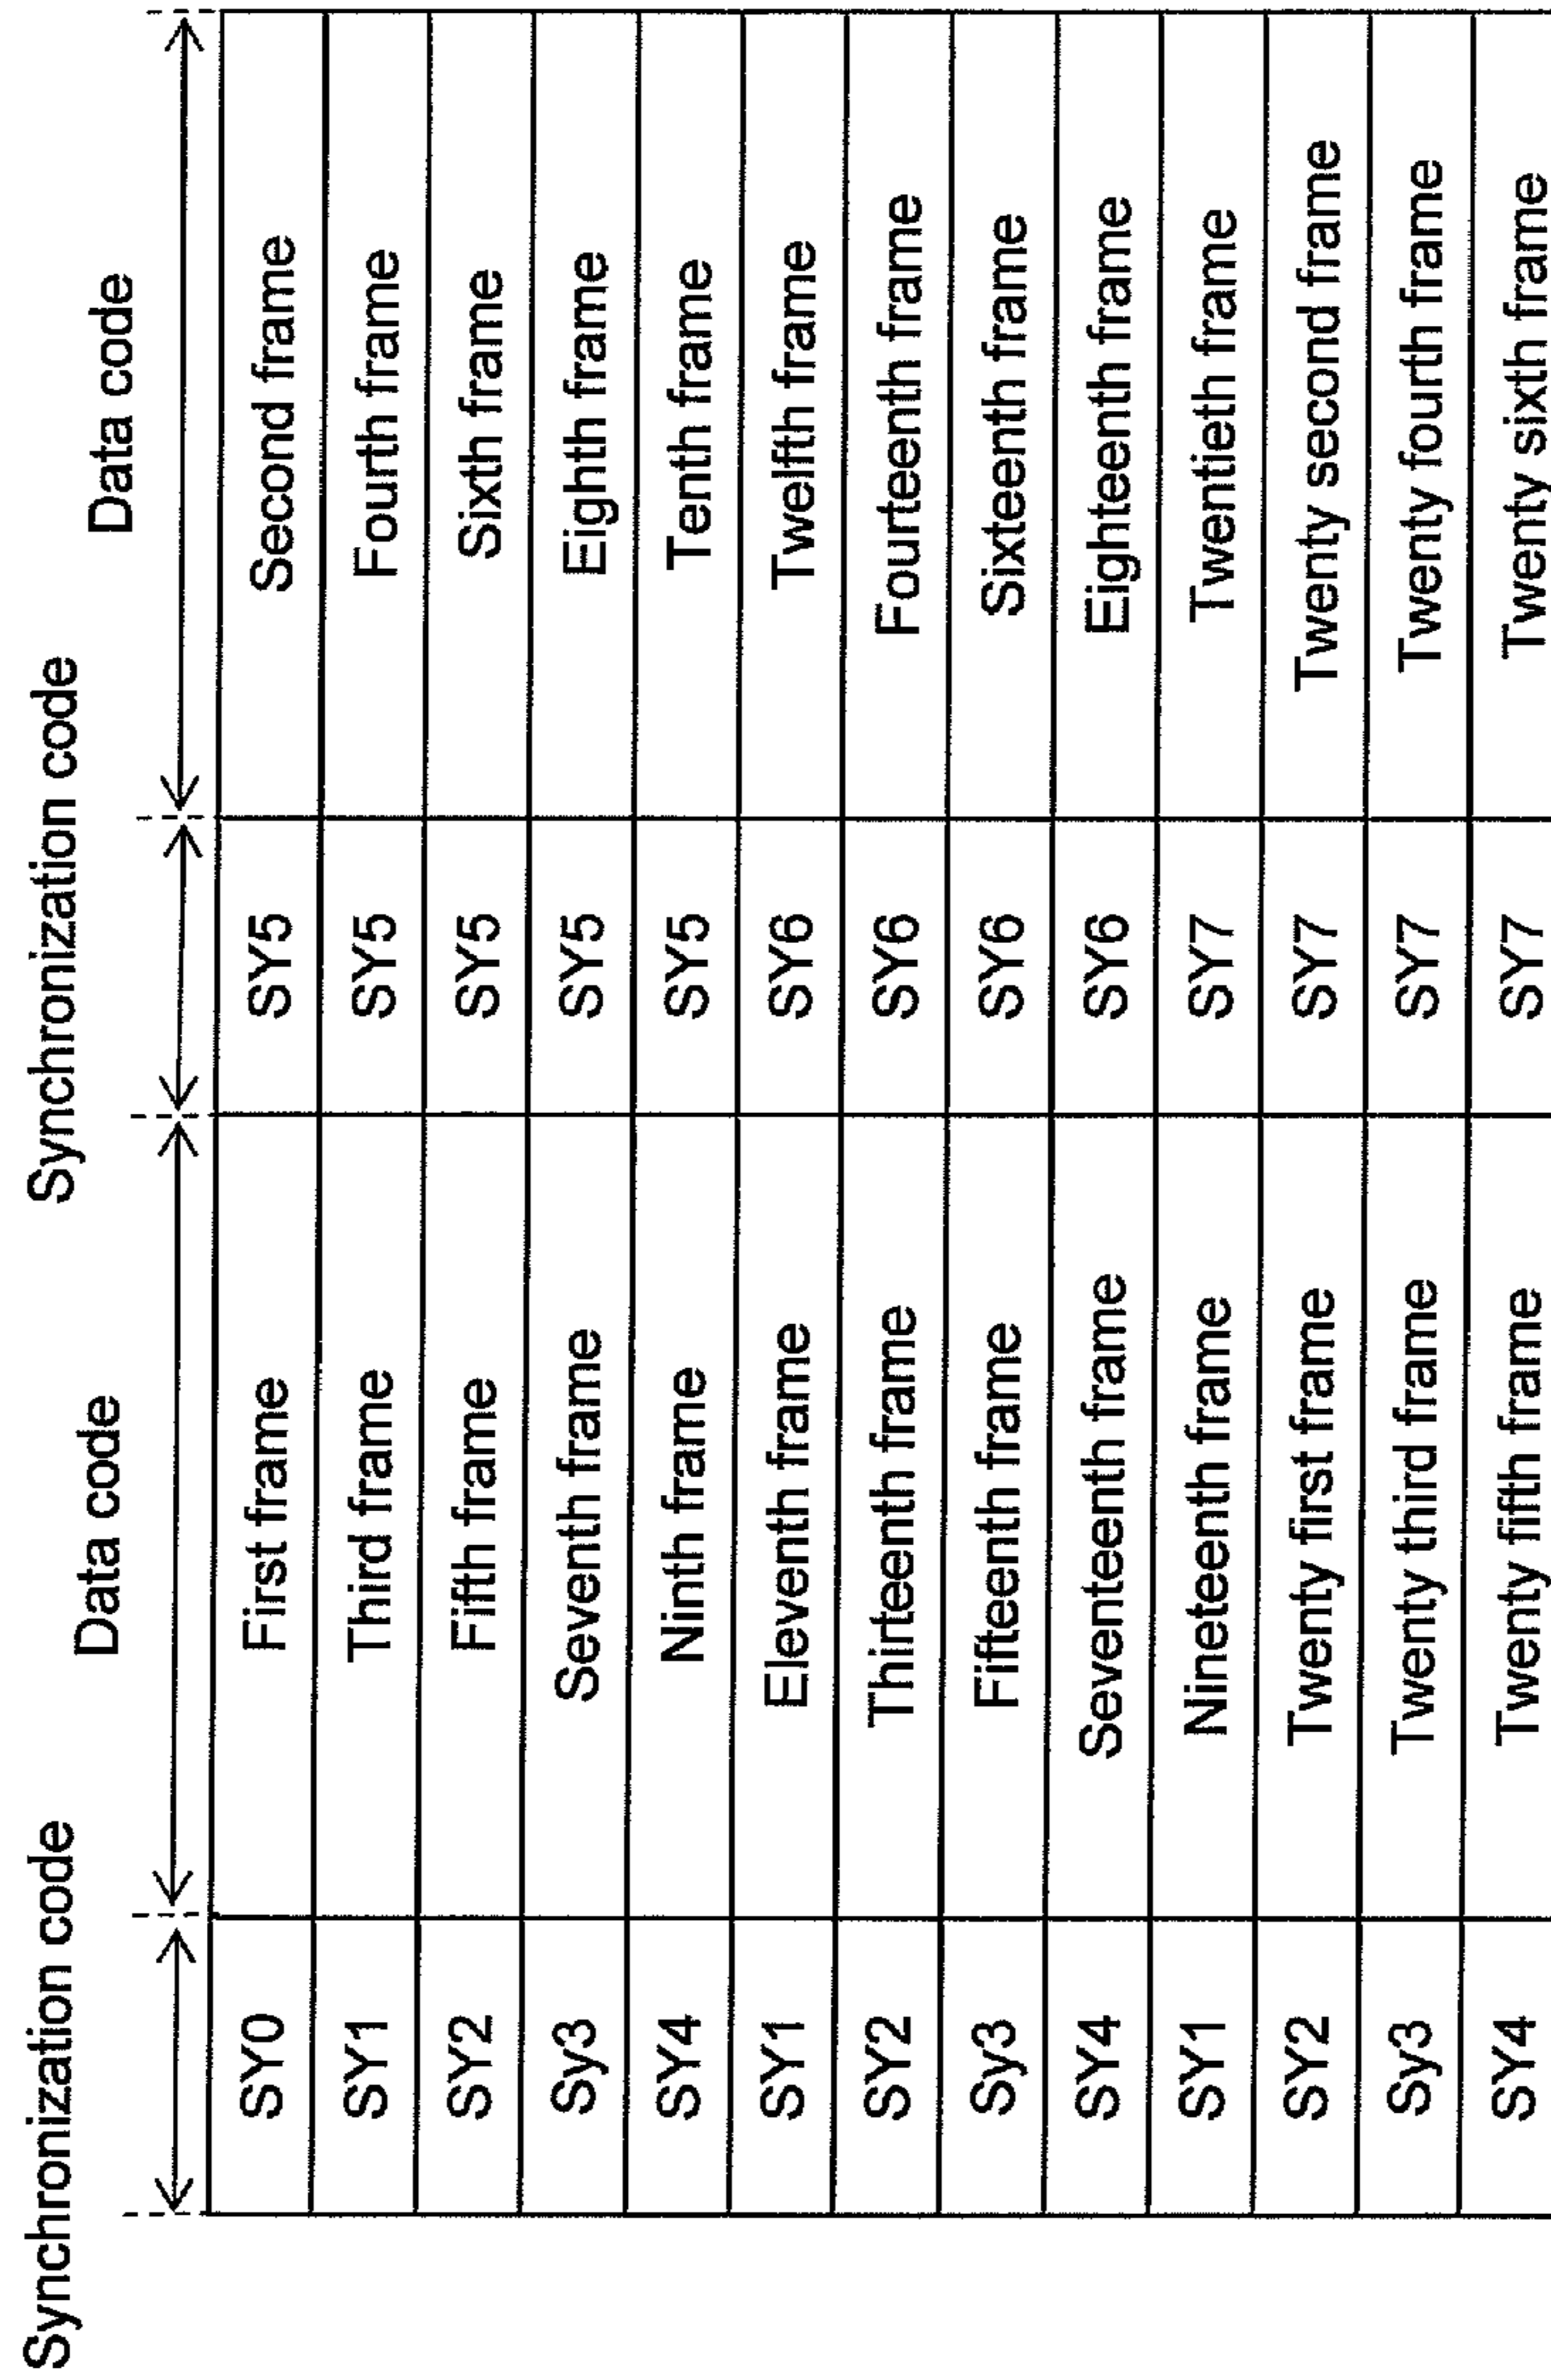 Synchronization code
Data code
Synchronization code
Data code
SY0 First frame SY5 Second frame
SY1 Third frame SY5 Fourth frame
SY2 Fifth frame SY5 Sixth frame
Sy3 Seventh frame SY5 Eighth frame
SY4 Ninth frame SY5 Tenth frame
SY1 Eleventh frame SY6 Twelfth frame
SY2 Thirteenth frame SY6 Fourteenth frame
Sy3 Fifteenth frame SY6 Sixteenth frame
SY4 Seventeenth frame SY6 Eighteenth frame
SY1 Nineteenth frame SY7 Twentieth frame
SY2 Twenty first frame SY7 Twenty second frame
Sy3 Twenty third frame SY7 Twenty fourth frame
SY4 Twenty fifth frame SY7 Twenty sixth frame